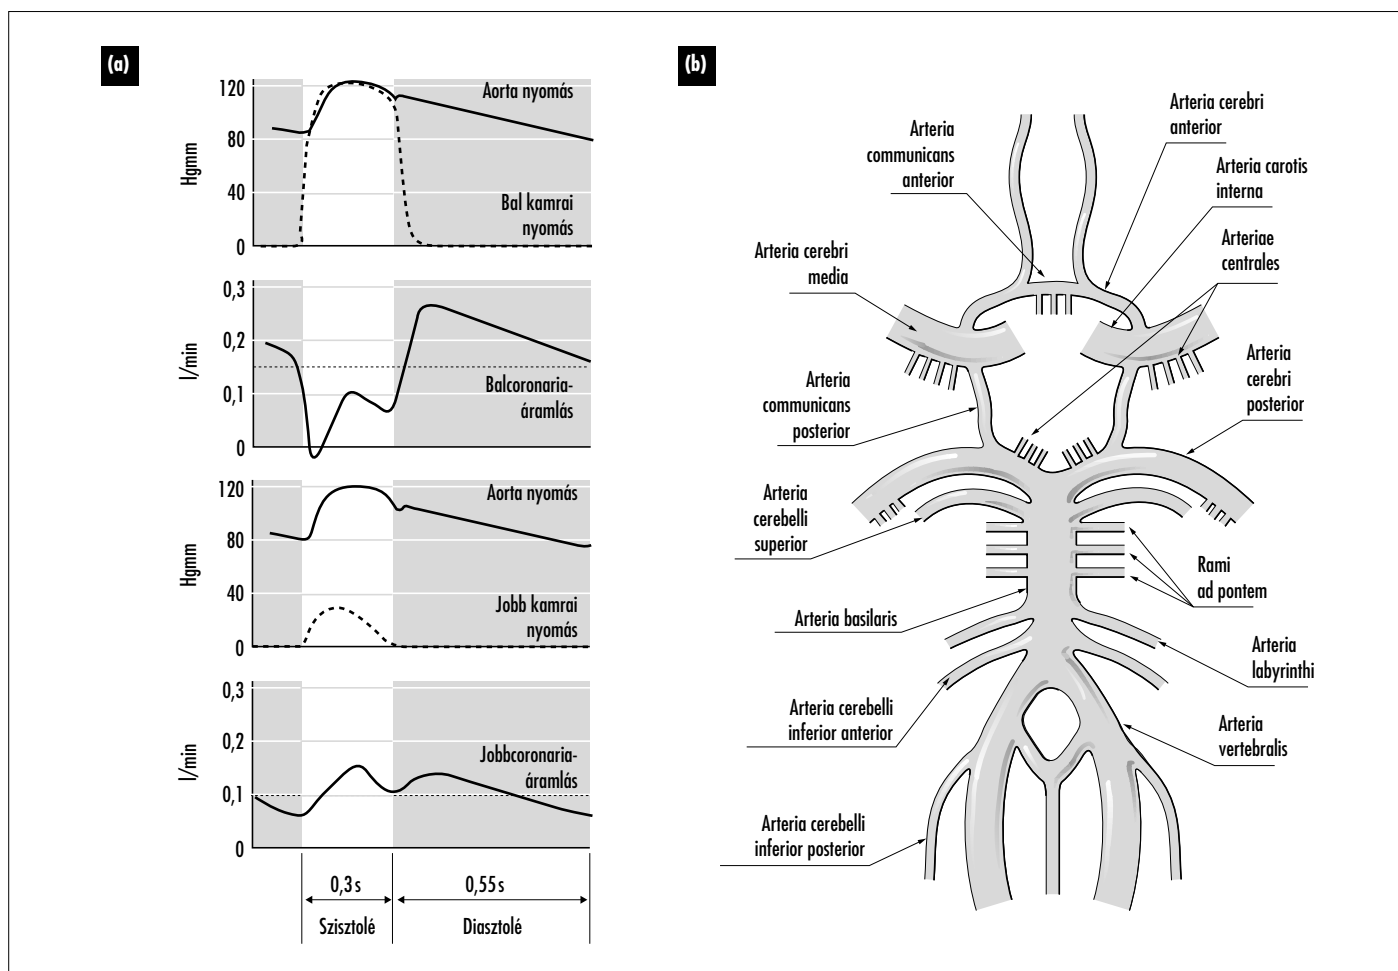 (a)
120
80
40
0
Hgmm
Aorta nyomás
Bal kamrai
nyomás
0,3
0,2
0,1
0
l/min
Balcoronaria-
áramlás
120
80
40
0
Hgmm
Aorta nyomás
Jobb kamrai
nyomás
0,3
0,2
0,1
0
l/min
Jobbcoronaria-
áramlás
0,3 s
0,55 s
Szisztolé
Diasztolé
(b)
Arteria
communicans
anterior
Arteria cerebri
anterior
Arteria carotis
interna
Arteriae
centrales
Arteria cerebri
media
Arteria
cerebri
posterior
Arteria
communicans
posterior
Arteria
cerebelli
superior
Rami
ad pontem
Arteria basilaris
Arteria
labyrinthi
Arteria cerebelli
inferior anterior
Arteria
vertebralis
Arteria cerebelli
inferior posterior